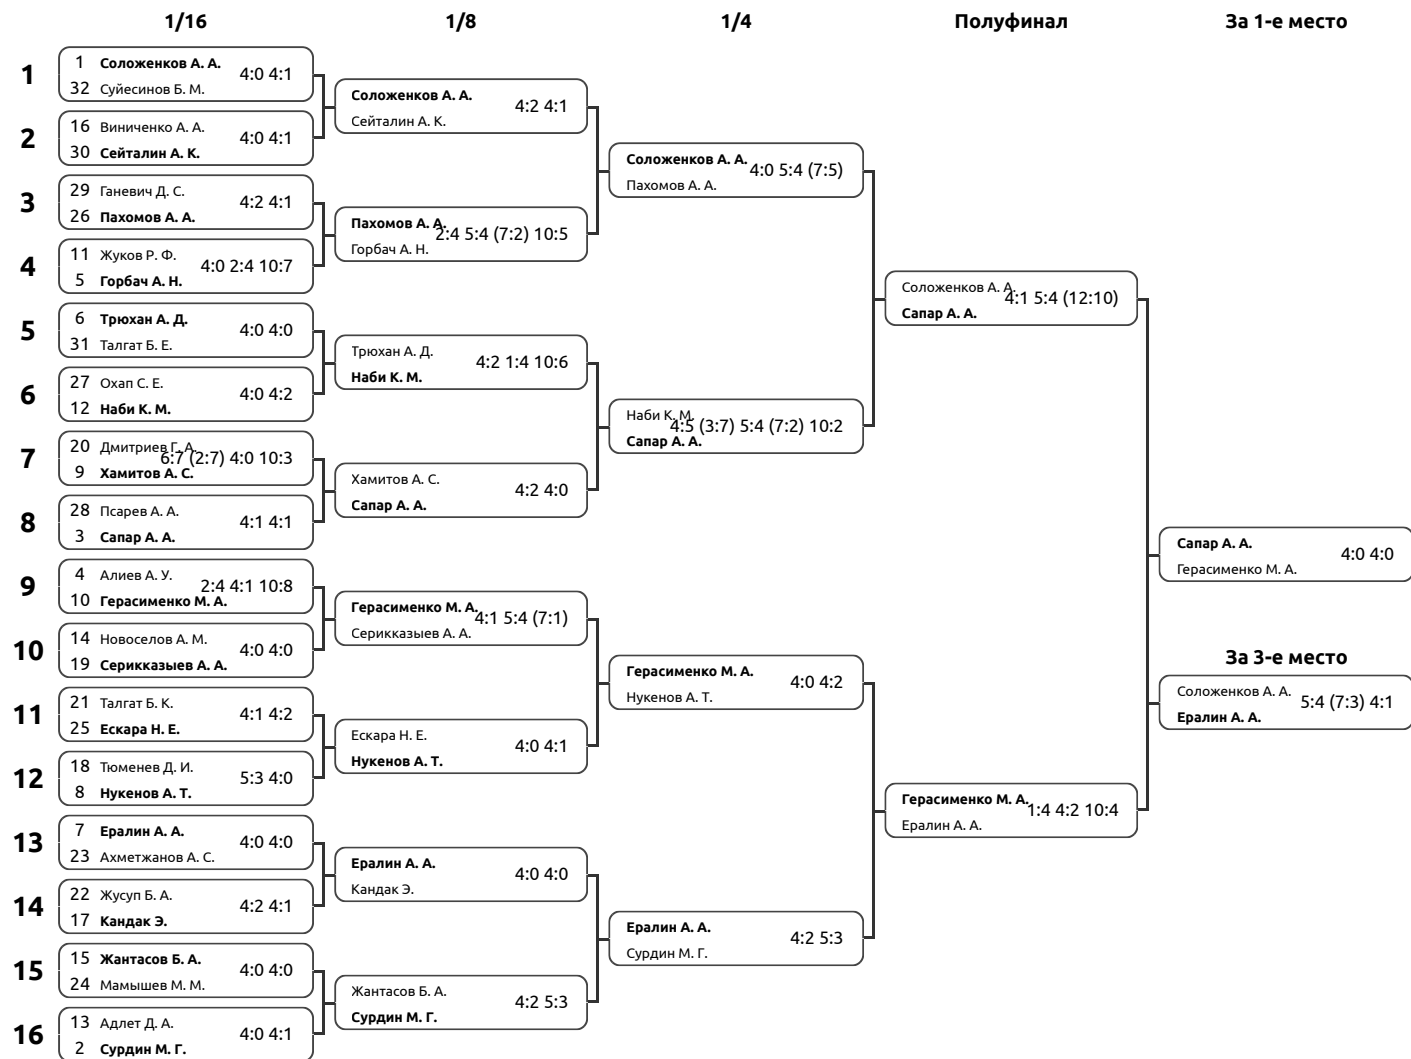 1/16 1/8 1/4 Полуфинал За 1-е место
1
1 Соложенков А. А. 4:0 4:1
32 Суйесинов Б. М.
2
16 Виниченко А. А. 4:0 4:1
30 Сейталин А. К.
3
29 Ганевич Д. С. 4:2 4:1
26 Пахомов А. А.
4
11 Жуков Р. Ф. 4:0 2:4 10:7
5 Горбач А. Н.
5
6 Трюхан А. Д. 4:0 4:0
31 Талгат Б. Е.
6
27 Охап С. Е. 4:0 4:2
12 Наби К. М.
7
20 Дмитриев Г. А. 6:7 (2:7) 4:0 10:3
9 Хамитов А. С.
8
28 Псарев А. А. 4:1 4:1
3 Сапар А. А.
9
4 Алиев А. У. 2:4 4:1 10:8
10 Герасименко М. А.
10
14 Новоселов А. М. 4:0 4:0
19 Серикказыев А. А.
11
21 Талгат Б. К. 4:1 4:2
25 Ескара Н. Е.
12
18 Тюменев Д. И. 5:3 4:0
8 Нукенов А. Т.
13
7 Ералин А. А. 4:0 4:0
23 Ахметжанов А. С.
14
22 Жусуп Б. А. 4:2 4:1
17 Кандак Э.
15
15 Жантасов Б. А. 4:0 4:0
24 Мамышев М. М.
16
13 Адлет Д. А. 4:0 4:1
2 Сурдин М. Г.
Соложенков А. А. 4:2 4:1
Сейталин А. К.
Пахомов А. А. 2:4 5:4 (7:2) 10:5
Горбач А. Н.
Трюхан А. Д. 4:2 1:4 10:6
Наби К. М.
Хамитов А. С. 4:2 4:0
Сапар А. А.
Герасименко М. А. 4:1 5:4 (7:1)
Серикказыев А. А.
Ескара Н. Е. 4:0 4:1
Нукенов А. Т.
Ералин А. А. 4:0 4:0
Кандак Э.
Жантасов Б. А. 4:2 5:3
Сурдин М. Г.
Соложенков А. А. 4:0 5:4 (7:5)
Пахомов А. А.
Наби К. М. 4:5 (3:7) 5:4 (7:2) 10:2
Сапар А. А.
Герасименко М. А. 4:0 4:2
Нукенов А. Т.
Ералин А. А. 4:2 5:3
Сурдин М. Г.
Соложенков А. А. 4:1 5:4 (12:10)
Сапар А. А.
Герасименко М. А. 1:4 4:2 10:4
Ералин А. А.
Сапар А. А. 4:0 4:0
Герасименко М. А.
За 3-е место
Соложенков А. А. 5:4 (7:3) 4:1
Ералин А. А.